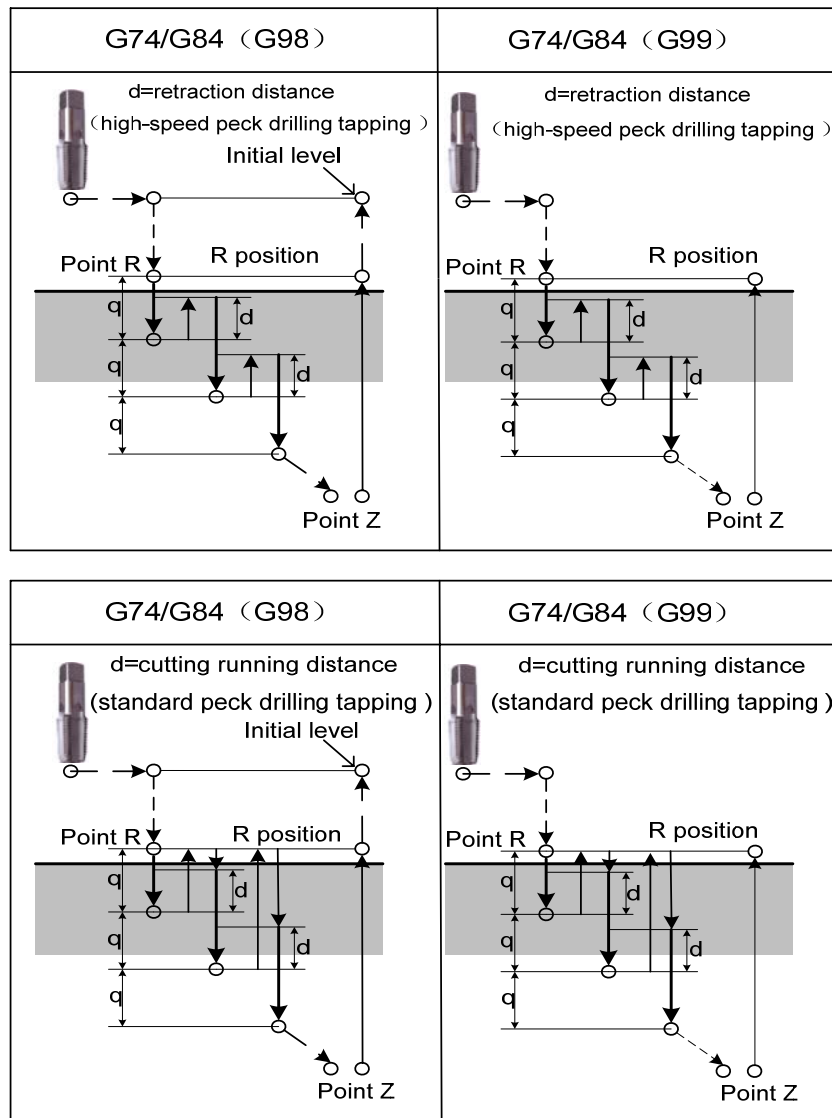 G74/G84（G98）
G74/G84（G99）
d=retraction distance
（high-speed peck drilling tapping ）
Initial level
Point R
R position
q
d
q
d
q
Point Z
d=retraction distance
（high-speed peck drilling tapping ）
Point R
R position
q
d
q
d
q
Point Z
G74/G84（G98）
G74/G84（G99）
d=cutting running distance
(standard peck drilling tapping )
Initial level
Point R
R position
q
d
q
d
q
Point Z
d=cutting running distance
(standard peck drilling tapping )
Point R
R position
q
d
q
d
q
Point Z